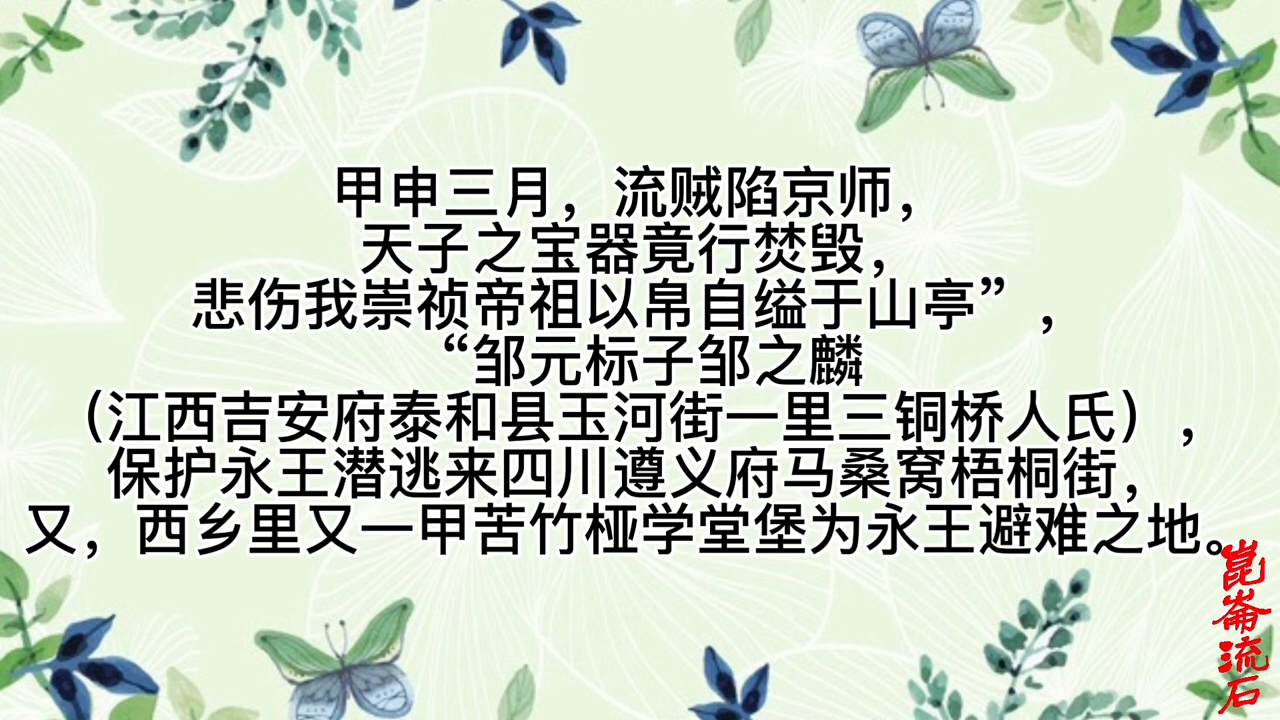 甲申三月，流贼陷京师，
天子之宝器竟行焚毁，
悲伤我崇祯帝祖以帛自缢于山亭”，
“邹元标子邹之麟
（江西吉安府泰和县玉河街一里三铜桥人氏），
保护永王潜逃来四川遵义府马桑窝梧桐街，
又，西乡里又一甲苦竹桠学堂堡为永王避难之地。
崑崙流石